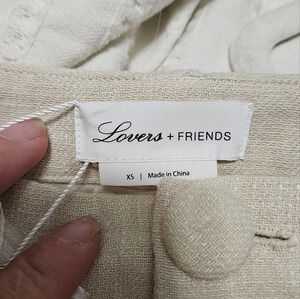 Lovers + FRIENDS
XS | Made in China